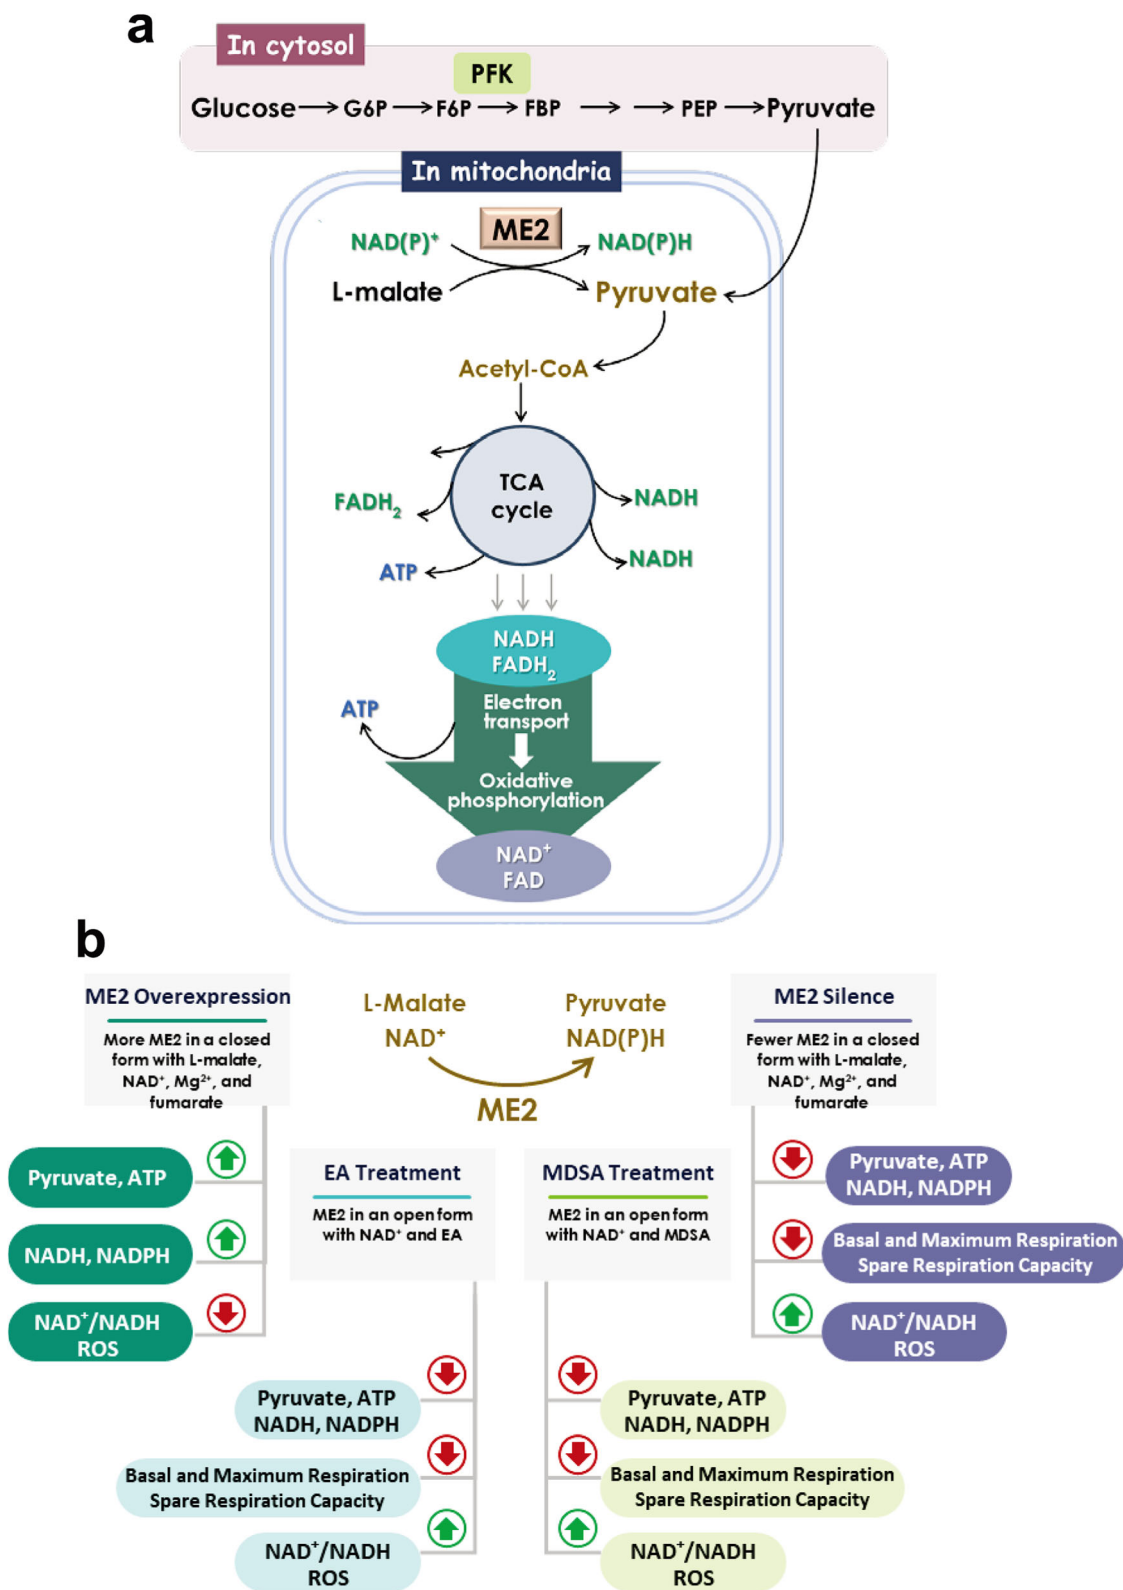 a
In cytosol
PFK
Glucose G6P F6P FBP PEP Pyruvate
In mitochondria
ME2
NAD(P)⁺ NAD(P)H
L-malate Pyruvate
Acetyl-CoA
TCA
cycle
FADH₂
NADH
ATP
NADH
NADH
FADH₂
Electron
transport
ATP
Oxidative
phosphorylation
NAD⁺
FAD
b
ME2 Overexpression
More ME2 in a closed
form with L-malate,
NAD⁺, Mg²⁺, and
fumarate
Pyruvate, ATP
NADH, NADPH
NAD⁺/NADH
ROS
L-Malate Pyruvate
NAD⁺ NAD(P)H
ME2
EA Treatment
ME2 in an open form
with NAD⁺ and EA
Pyruvate, ATP
NADH, NADPH
Basal and Maximum Respiration
Spare Respiration Capacity
NAD⁺/NADH
ROS
MDSA Treatment
ME2 in an open form
with NAD⁺ and MDSA
Pyruvate, ATP
NADH, NADPH
Basal and Maximum Respiration
Spare Respiration Capacity
NAD⁺/NADH
ROS
ME2 Silence
Fewer ME2 in a closed
form with L-malate,
NAD⁺, Mg²⁺, and
fumarate
Pyruvate, ATP
NADH, NADPH
Basal and Maximum Respiration
Spare Respiration Capacity
NAD⁺/NADH
ROS